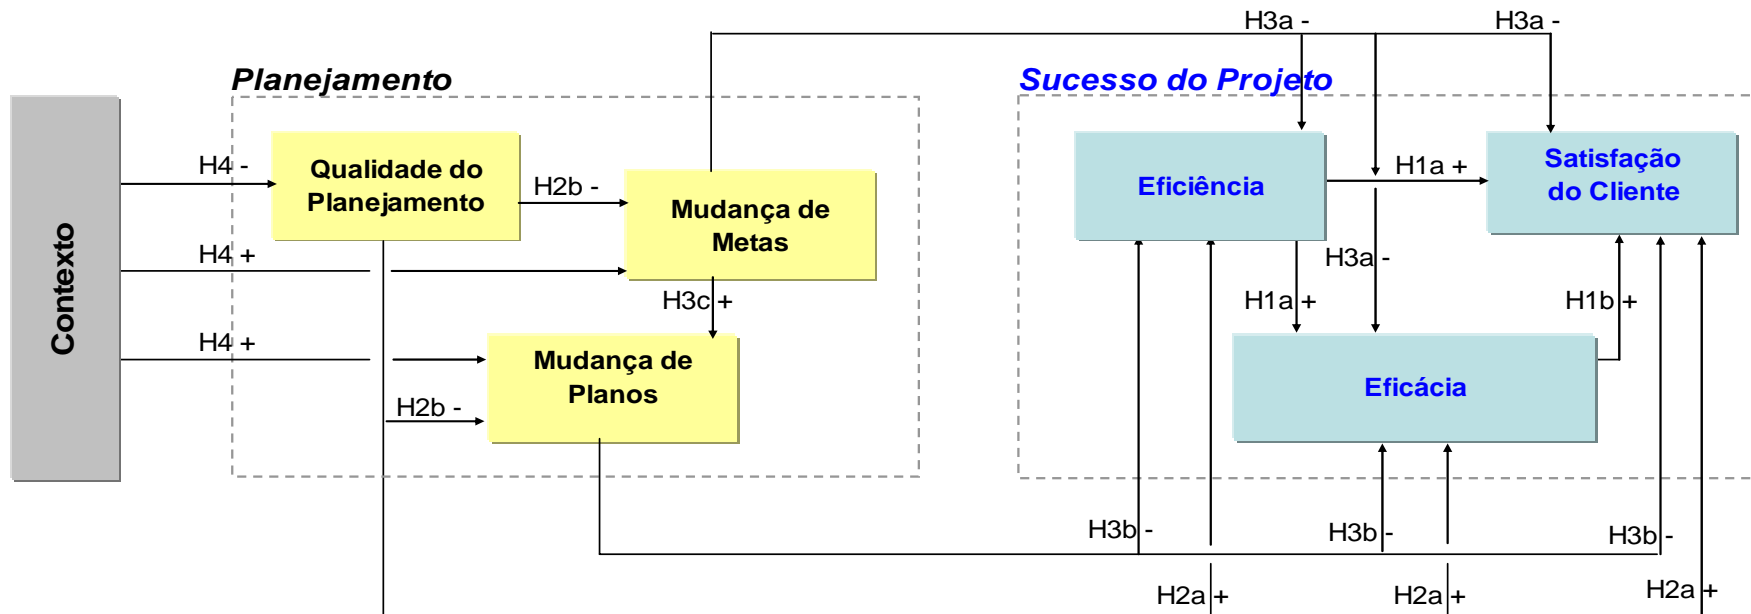 H3a -
H3a -
Planejamento
Sucesso do Projeto
Contexto
H4 -
Qualidade do
Planejamento
H2b -
Mudança de
Metas
H4 +
H3c +
H4 +
Mudança de
Planos
H2b -
Eficiência
H1a +
Satisfação
do Cliente
H3a -
H1a +
H1b +
Eficácia
H3b -
H3b -
H3b -
H2a +
H2a +
H2a +